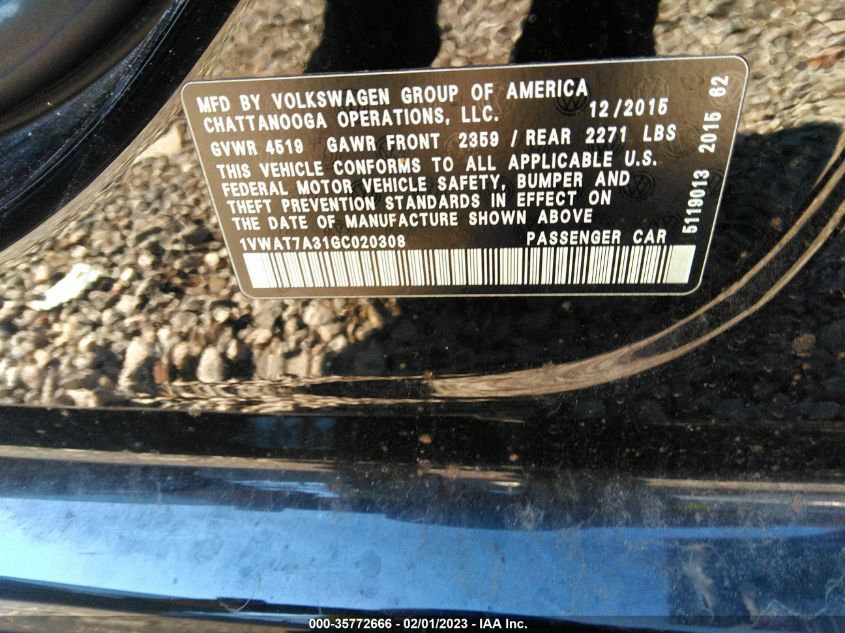 MFD BY VOLKSWAGEN GROUP OF AMERICA
CHATTANOOGA OPERATIONS, LLC. 12/2015
GVWR 4519 GAWR FRONT 2359 / REAR 2271 LBS
THIS VEHICLE CONFORMS TO ALL APPLICABLE U.S.
FEDERAL MOTOR VEHICLE SAFETY, BUMPER AND
THEFT PREVENTION STANDARDS IN EFFECT ON
THE DATE OF MANUFACTURE SHOWN ABOVE
1VWAT7A31GC020308 PASSENGER CAR
5119013 2015 62
000-35772666 - 02/01/2023 - IAA Inc.